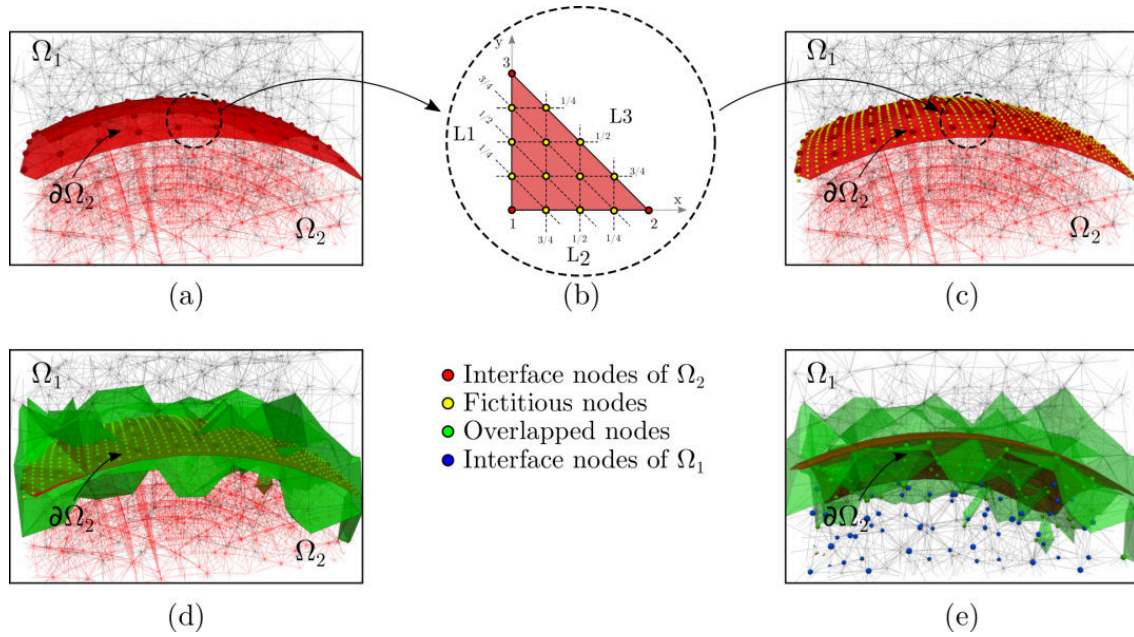 Ω₁
∂Ω₂
Ω₂
(a)
y
3
3/4
1/4
1/2
L3
L1
1/2
1/4
3/4
x
1
2
3/4
1/2
1/4
L2
(b)
Ω₁
∂Ω₂
Ω₂
(c)
Ω₁
∂Ω₂
Ω₂
(d)
Interface nodes of Ω₂
Fictitious nodes
Overlapped nodes
Interface nodes of Ω₁
Ω₁
∂Ω₂
(e)